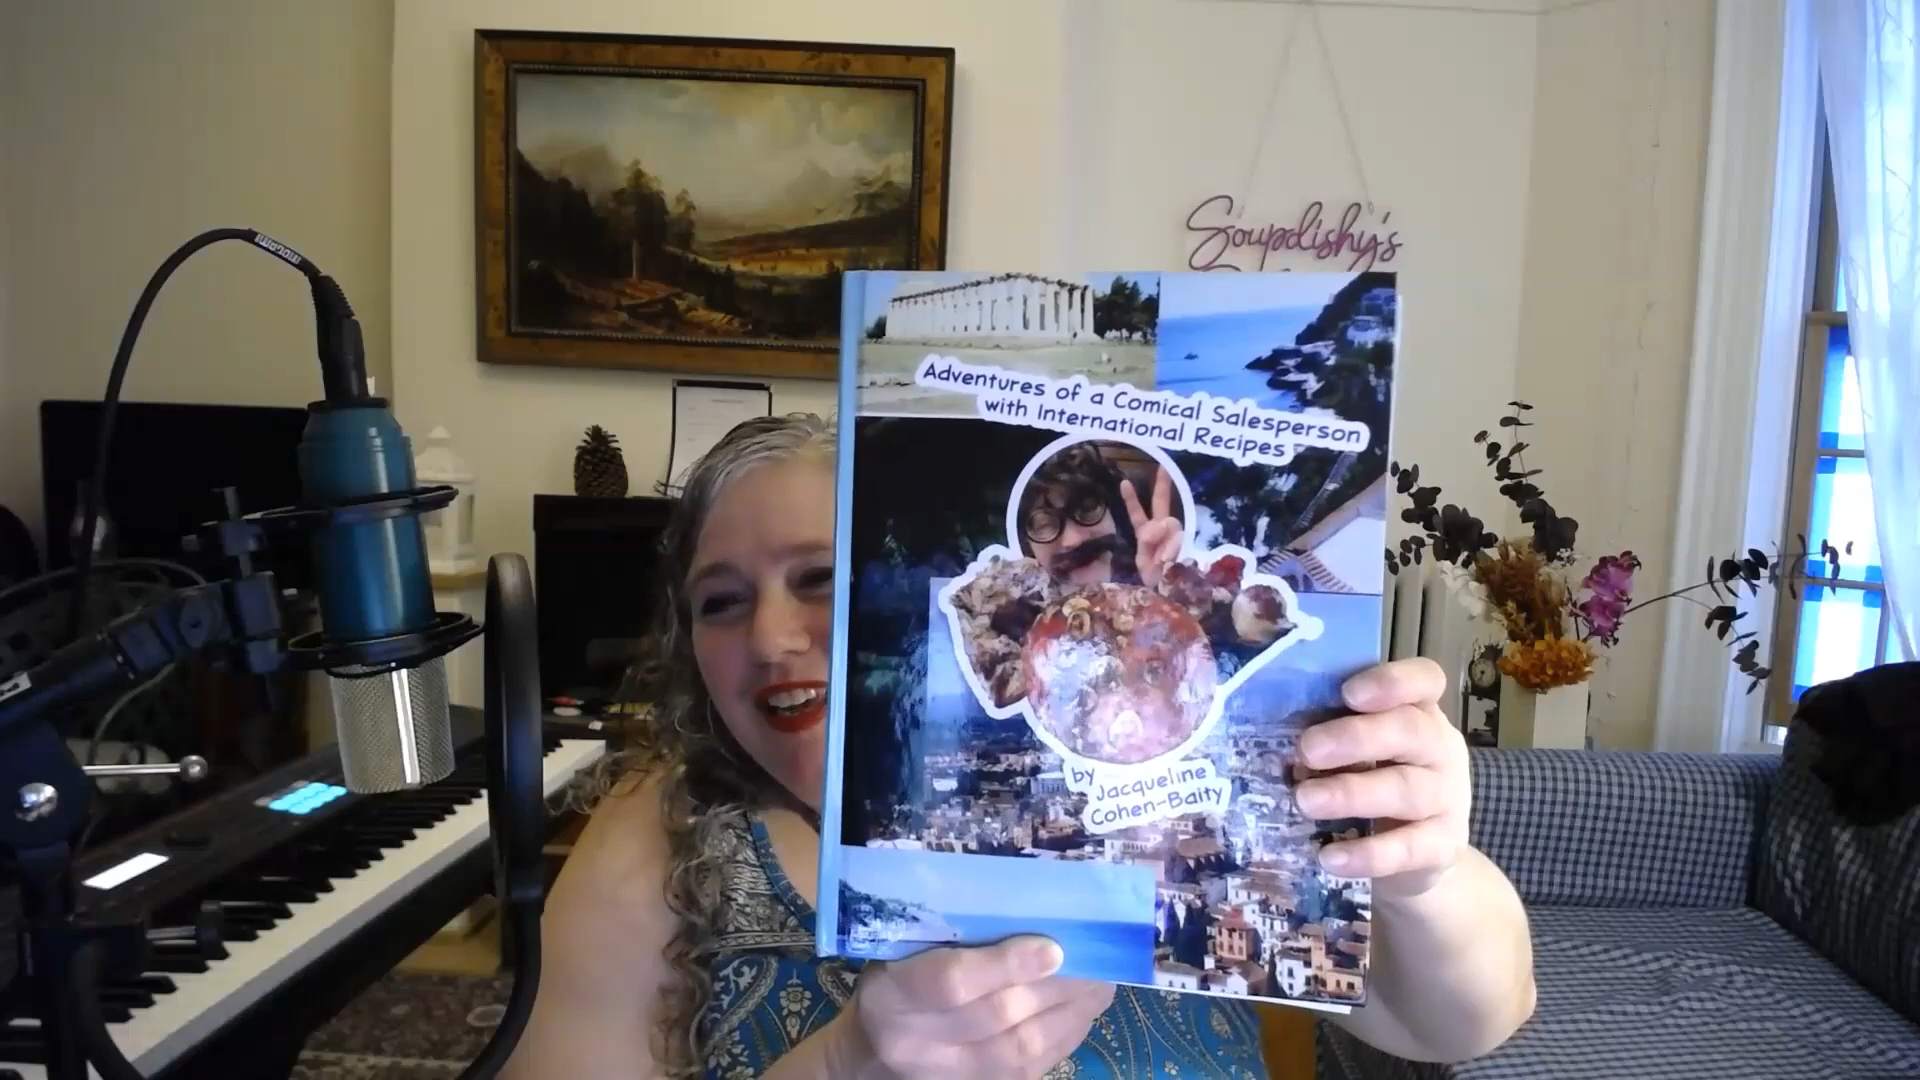 Soupdishy's
Adventures of a Comical Salesperson
with International Recipes
by
Jacqueline
Cohen-Baity